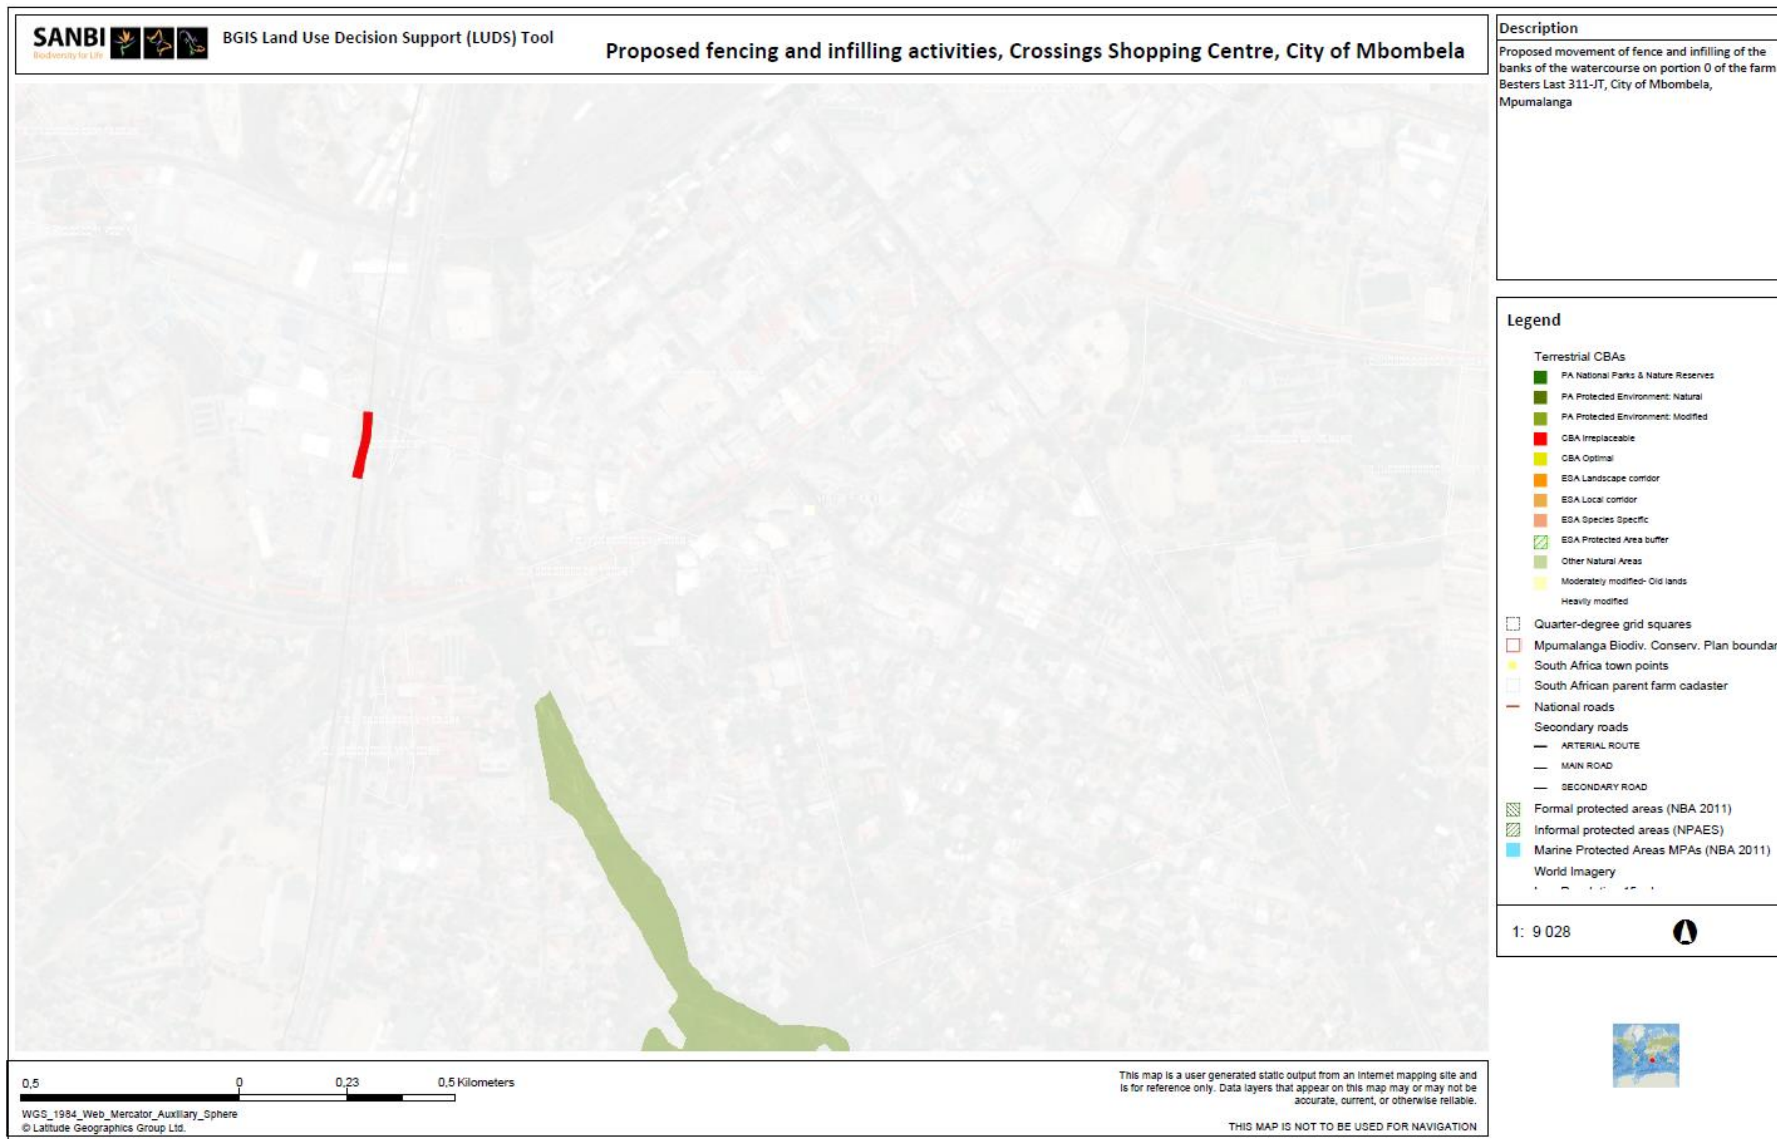 SANBI
Biodiversity for Life
BGIS Land Use Decision Support (LUDS) Tool
Proposed fencing and infilling activities, Crossings Shopping Centre, City of Mbombela
Description
Proposed movement of fence and infilling of the
banks of the watercourse on portion 0 of the farm
Besters Last 311-JT, City of Mbombela,
Mpumalanga
Legend
Terrestrial CBAs
PA National Parks & Nature Reserves
PA Protected Environment: Natural
PA Protected Environment: Modified
CBA Irreplaceable
CBA Optimal
ESA Landscape corridor
ESA Local corridor
ESA Species Specific
ESA Protected Area buffer
Other Natural Areas
Moderately modified- Old lands
Heavily modified
Quarter-degree grid squares
Mpumalanga Biodiv. Conserv. Plan boundar
South Africa town points
South African parent farm cadaster
National roads
Secondary roads
ARTERIAL ROUTE
MAIN ROAD
SECONDARY ROAD
Formal protected areas (NBA 2011)
Informal protected areas (NPAES)
Marine Protected Areas MPAs (NBA 2011)
World Imagery
1: 9 028
0,5 0 0,23 0,5 Kilometers
WGS_1984_Web_Mercator_Auxiliary_Sphere
© Latitude Geographics Group Ltd.
This map is a user generated static output from an Internet mapping site and
is for reference only. Data layers that appear on this map may or may not be
accurate, current, or otherwise reliable.
THIS MAP IS NOT TO BE USED FOR NAVIGATION